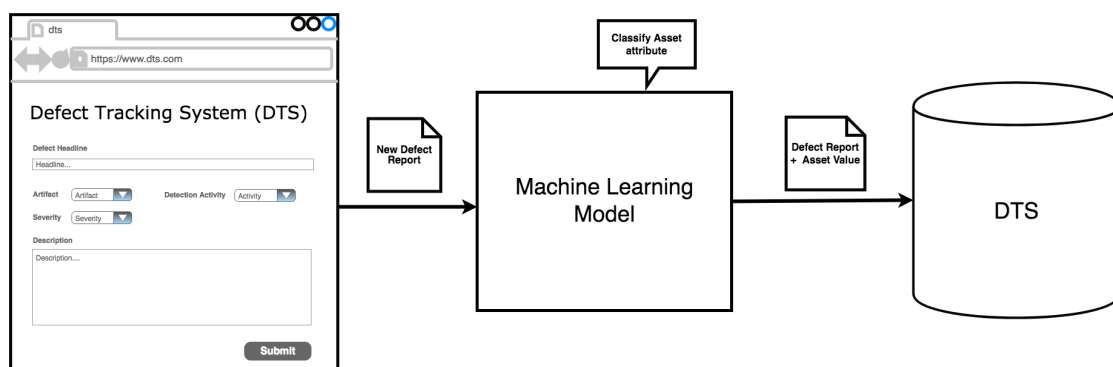 dts
https://www.dts.com
Defect Tracking System (DTS)
Defect Headline
Headline...
Artifact
Artifact
Detection Activity
Activity
Severity
Severity
Description
Description....
Submit
New Defect
Report
Classify Asset
attribute
Machine Learning
Model
Defect Report
+ Asset Value
DTS